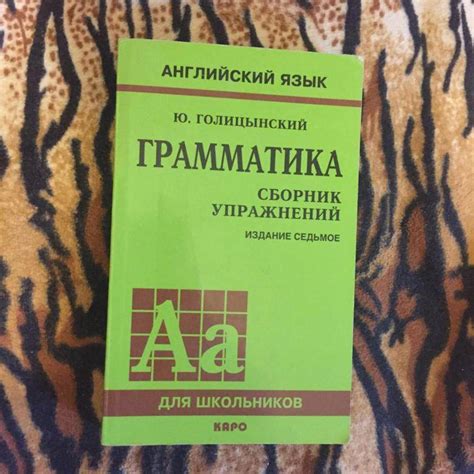 АНГЛИЙСКИЙ ЯЗЫК
Ю. ГОЛИЦЫНСКИЙ
ГРАММАТИКА
СБОРНИК
УПРАЖНЕНИЙ
ИЗДАНИЕ СЕДЬМОЕ
Aa
ДЛЯ ШКОЛЬНИКОВ
КАРО